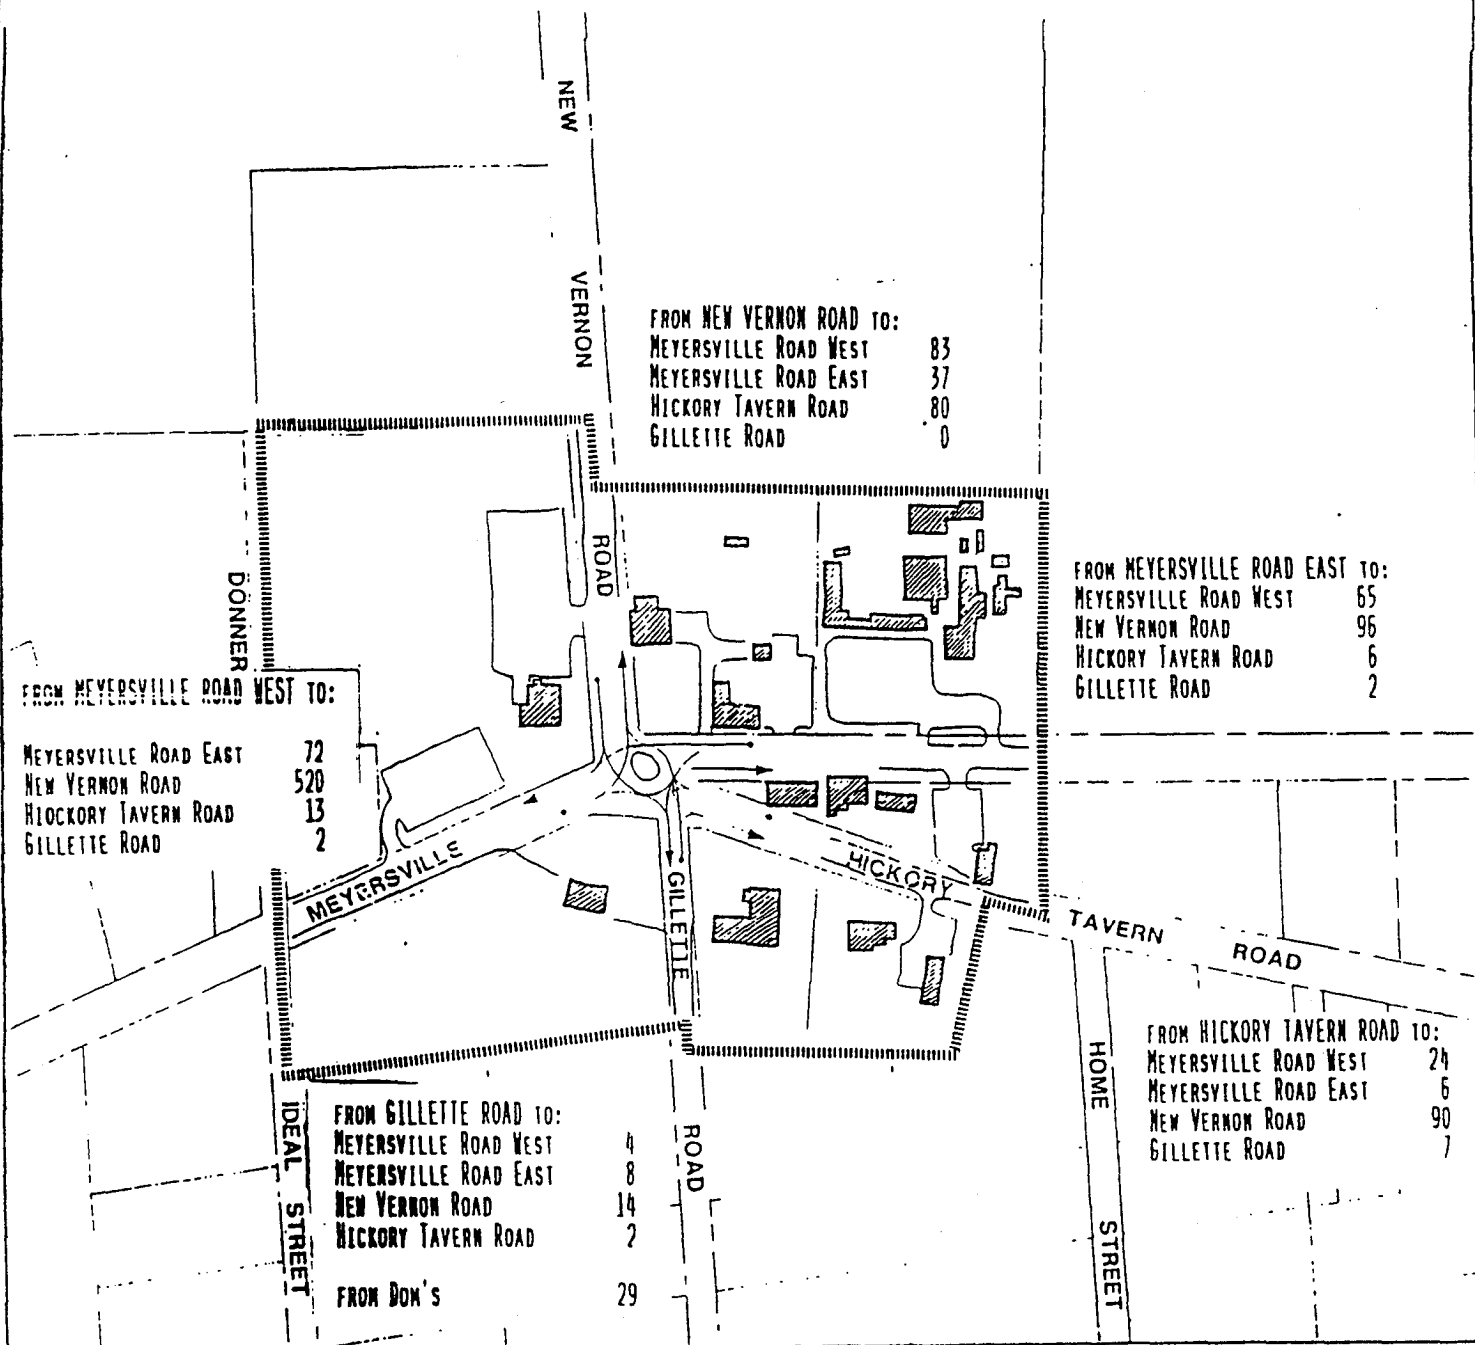 NEW
VERNON
ROAD
FROM NEW VERNON ROAD TO:
MEYERSVILLE ROAD WEST 83
MEYERSVILLE ROAD EAST 37
HICKORY TAVERN ROAD 80
GILLETTE ROAD 0
DONNER
FROM MEYERSVILLE ROAD EAST TO:
MEYERSVILLE ROAD WEST 65
NEW VERNON ROAD 96
HICKORY TAVERN ROAD 6
GILLETTE ROAD 2
FROM MEYERSVILLE ROAD WEST TO:
MEYERSVILLE ROAD EAST 72
NEW VERNON ROAD 520
HIOCKORY TAVERN ROAD 13
GILLETTE ROAD 2
MEYERSVILLE
GILLETTE
ROAD
HICKORY
TAVERN
ROAD
FROM HICKORY TAVERN ROAD TO:
MEYERSVILLE ROAD WEST 24
MEYERSVILLE ROAD EAST 6
NEW VERNON ROAD 90
GILLETTE ROAD 7
HOME
STREET
IDEAL
STREET
FROM GILLETTE ROAD TO:
MEYERSVILLE ROAD WEST 4
MEYERSVILLE ROAD EAST 8
NEW VERNON ROAD 14
HICKORY TAVERN ROAD 2
FROM DOM'S 29